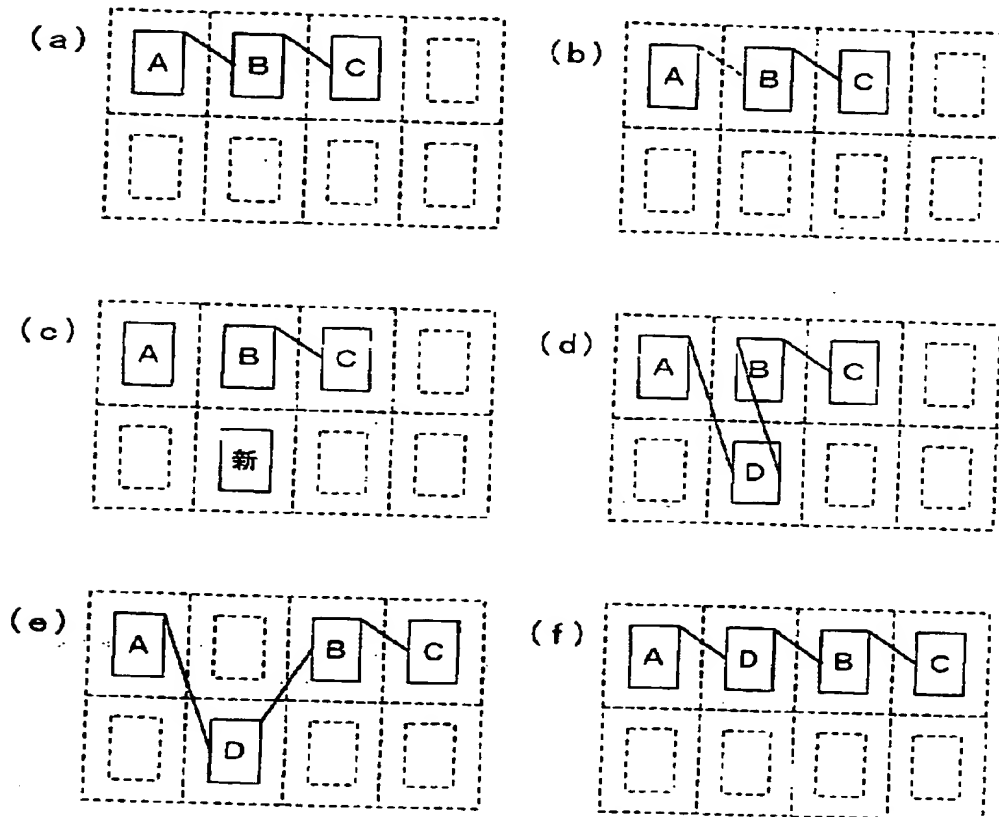 (a) A B C
(b) A B C
(c) A B C
新
(d) A B C
D
(e) A B C
D
(f) A D B C